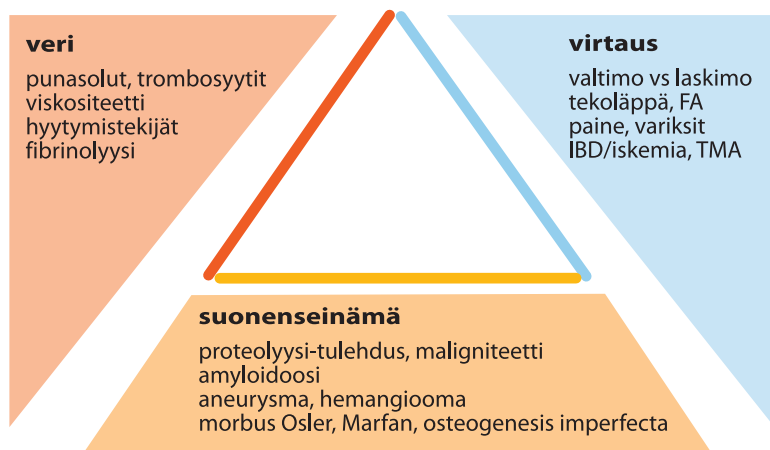 veri
punasolut, trombosyytit
viskositeetti
hyytymistekijät
fibrinolyysi
virtaus
valtimo vs laskimo
tekoläppä, FA
paine, variksit
IBD/iskemia, TMA
suonenseinämä
proteolyysi-tulehdus, maligniteetti
amyloidoosi
aneurysma, hemangiooma
morbus Osler, Marfan, osteogenesis imperfecta